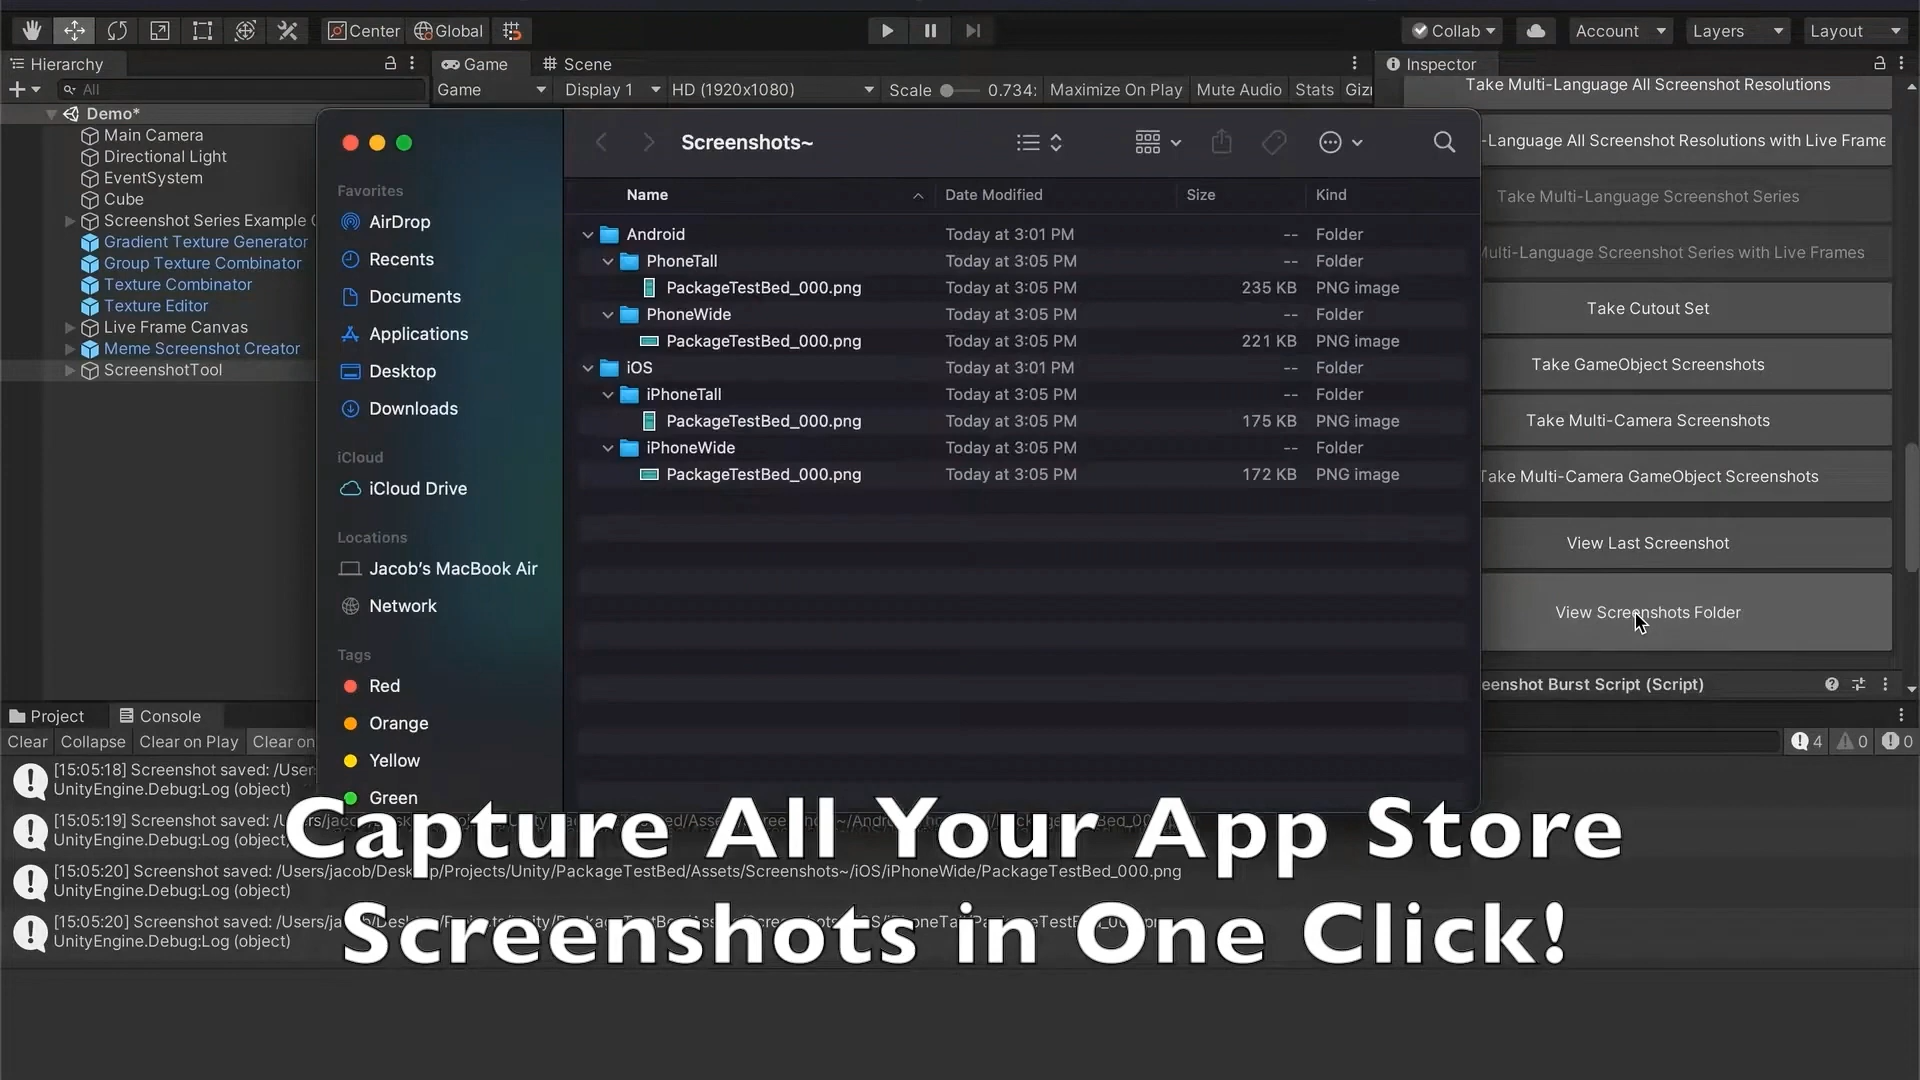 Center
Global
Collab
Account
Layers
Layout
Hierarchy
Game
Scene
Inspector
All
Game
Display 1
HD (1920x1080)
Scale
0.734:
Maximize On Play
Mute Audio
Stats
Giz
Demo*
Main Camera
Directional Light
EventSystem
Cube
Screenshot Series Example
Gradient Texture Generator
Group Texture Combinator
Texture Combinator
Texture Editor
Live Frame Canvas
Meme Screenshot Creator
ScreenshotTool
Favorites
AirDrop
Recents
Documents
Applications
Desktop
Downloads
iCloud
iCloud Drive
Locations
Jacob's MacBook Air
Network
Tags
Red
Orange
Yellow
Green
Screenshots~
Name Date Modified Size Kind
Android Today at 3:01 PM -- Folder
PhoneTall Today at 3:05 PM -- Folder
PackageTestBed_000.png Today at 3:05 PM 235 KB PNG image
PhoneWide Today at 3:05 PM -- Folder
PackageTestBed_000.png Today at 3:05 PM 221 KB PNG image
iOS Today at 3:01 PM -- Folder
iPhoneTall Today at 3:05 PM -- Folder
PackageTestBed_000.png Today at 3:05 PM 175 KB PNG image
iPhoneWide Today at 3:05 PM -- Folder
PackageTestBed_000.png Today at 3:05 PM 172 KB PNG image
Take Multi-Language All Screenshot Resolutions
-Language All Screenshot Resolutions with Live Frame
Take Multi-Language Screenshot Series
Multi-Language Screenshot Series with Live Frames
Take Cutout Set
Take GameObject Screenshots
Take Multi-Camera Screenshots
Take Multi-Camera GameObject Screenshots
View Last Screenshot
View Screenshots Folder
eenshot Burst Script (Script)
Project
Console
Clear
Collapse
Clear on Play
Clear on
4
0
0
[15:05:18] Screenshot saved: /User
UnityEngine.Debug:Log (object)
[15:05:19] Screenshot saved:
UnityEngine.Debug:Log (object)
[15:05:20] Screenshot saved: /Users/jacob/Desktop/Projects/Unity/PackageTestBed/Assets/Screenshots~/iOS/iPhoneWide/PackageTestBed_000.png
UnityEngine.Debug:Log (object)
[15:05:20] Screenshot saved:
UnityEngine.Debug:Log (object)
Capture All Your App Store
Screenshots in One Click!